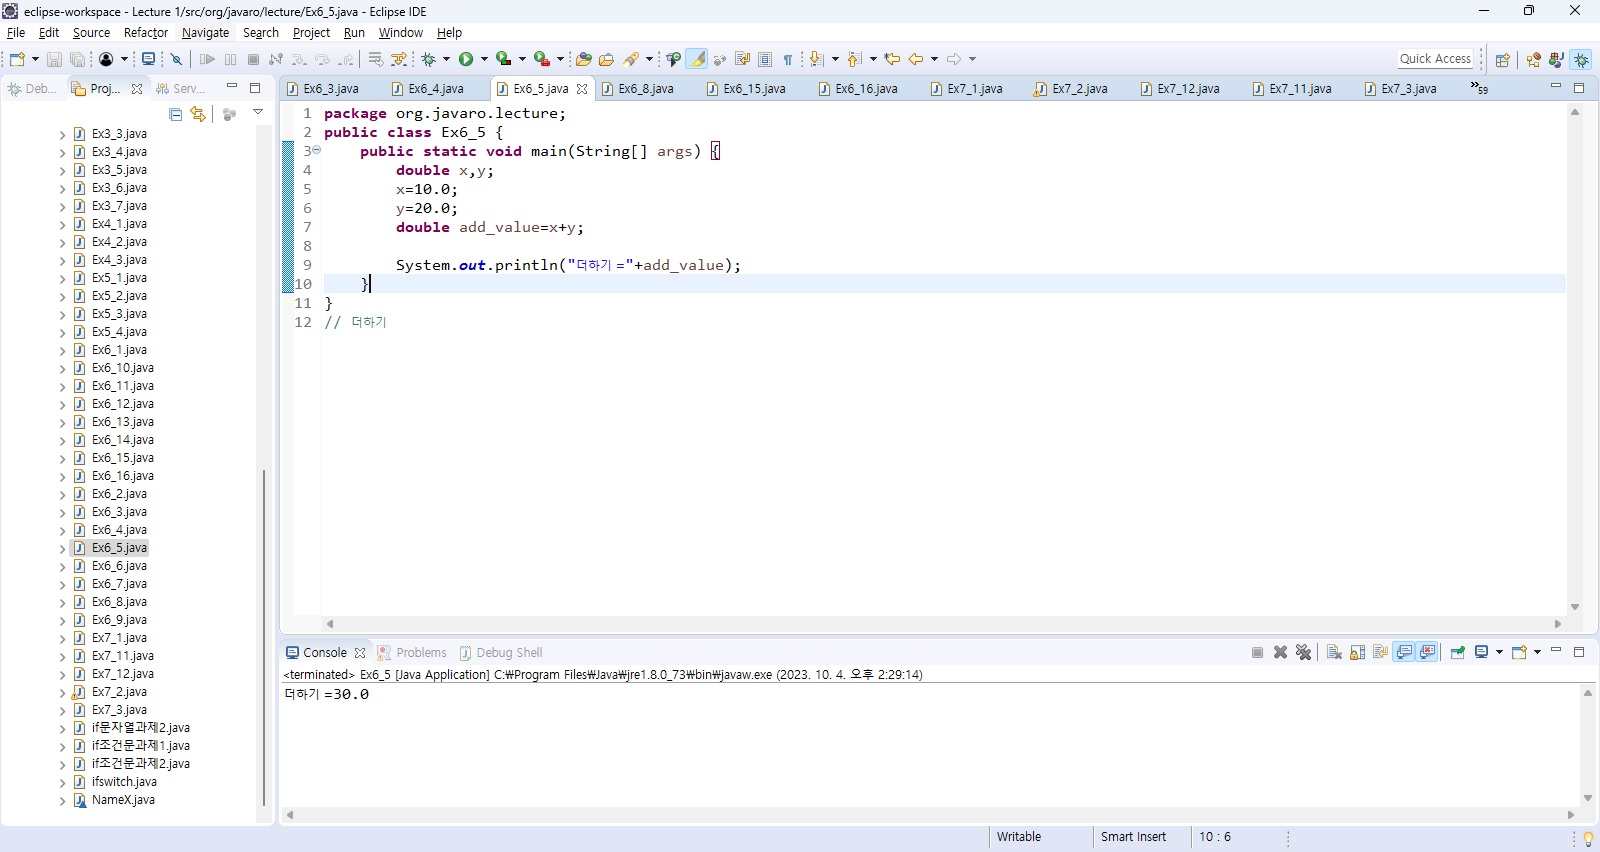 eclipse-workspace - Lecture 1/src/org/javaro/lecture/Ex6_5.java - Eclipse IDE
File Edit Source Refactor Navigate Search Project Run Window Help
Quick Access
Deb... Proj... Serv...
Ex6_3.java Ex6_4.java Ex6_5.java Ex6_8.java Ex6_15.java Ex6_16.java Ex7_1.java Ex7_2.java Ex7_12.java Ex7_11.java Ex7_3.java »59
Ex3_3.java
Ex3_4.java
Ex3_5.java
Ex3_6.java
Ex3_7.java
Ex4_1.java
Ex4_2.java
Ex4_3.java
Ex5_1.java
Ex5_2.java
Ex5_3.java
Ex5_4.java
Ex6_1.java
Ex6_10.java
Ex6_11.java
Ex6_12.java
Ex6_13.java
Ex6_14.java
Ex6_15.java
Ex6_16.java
Ex6_2.java
Ex6_3.java
Ex6_4.java
Ex6_5.java
Ex6_6.java
Ex6_7.java
Ex6_8.java
Ex6_9.java
Ex7_1.java
Ex7_11.java
Ex7_12.java
Ex7_2.java
Ex7_3.java
if문자열과제2.java
if조건문과제1.java
if조건문과제2.java
ifswitch.java
NameX.java
1 package org.javaro.lecture;
2 public class Ex6_5 {
3 public static void main(String[] args) {
4 double x,y;
5 x=10.0;
6 y=20.0;
7 double add_value=x+y;
8
9 System.out.println("더하기 ="+add_value);
10 }
11 }
12 // 더하기
Console Problems Debug Shell
<terminated> Ex6_5 [Java Application] C:₩Program Files₩Java₩jre1.8.0_73₩bin₩javaw.exe (2023. 10. 4. 오후 2:29:14)
더하기 =30.0
Writable Smart Insert 10 : 6